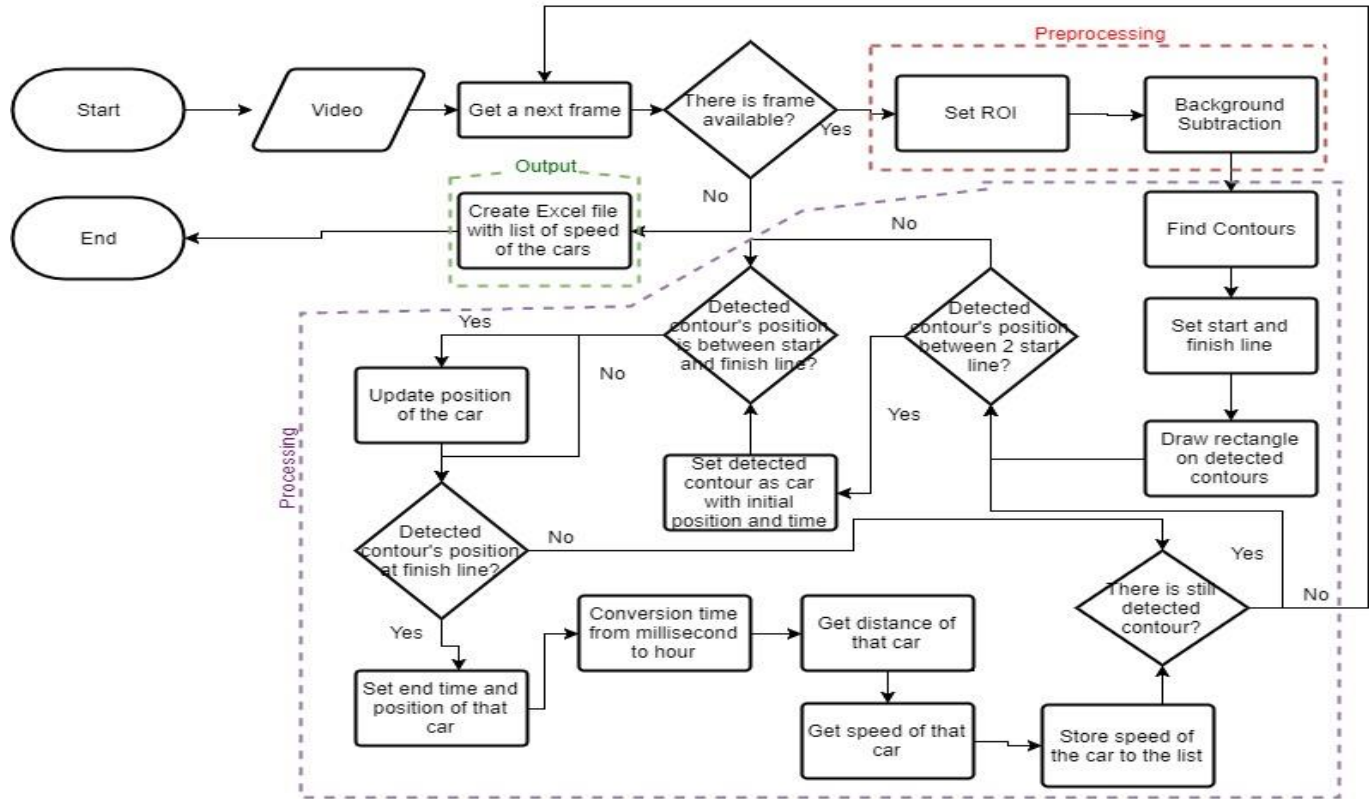 Preprocessing
Start
Video
Get a next frame
There is frame
available?
Yes
Set ROI
Background
Subtraction
Output
No
End
Create Excel file
with list of speed
of the cars
Find Contours
No
Detected
contour's position
is between start
and finish line?
Detected
contour's position
between 2 start
line?
Set start and
finish line
Yes
No
Update position
of the car
Yes
Draw rectangle
on detected
contours
Set detected
contour as car
with initial
position and time
Processing
Detected
contour's position
at finish line?
No
Yes
There is still
detected
contour?
No
Yes
Conversion time
from millisecond
to hour
Get distance of
that car
Set end time and
position of that
car
Get speed of that
car
Store speed of
the car to the list